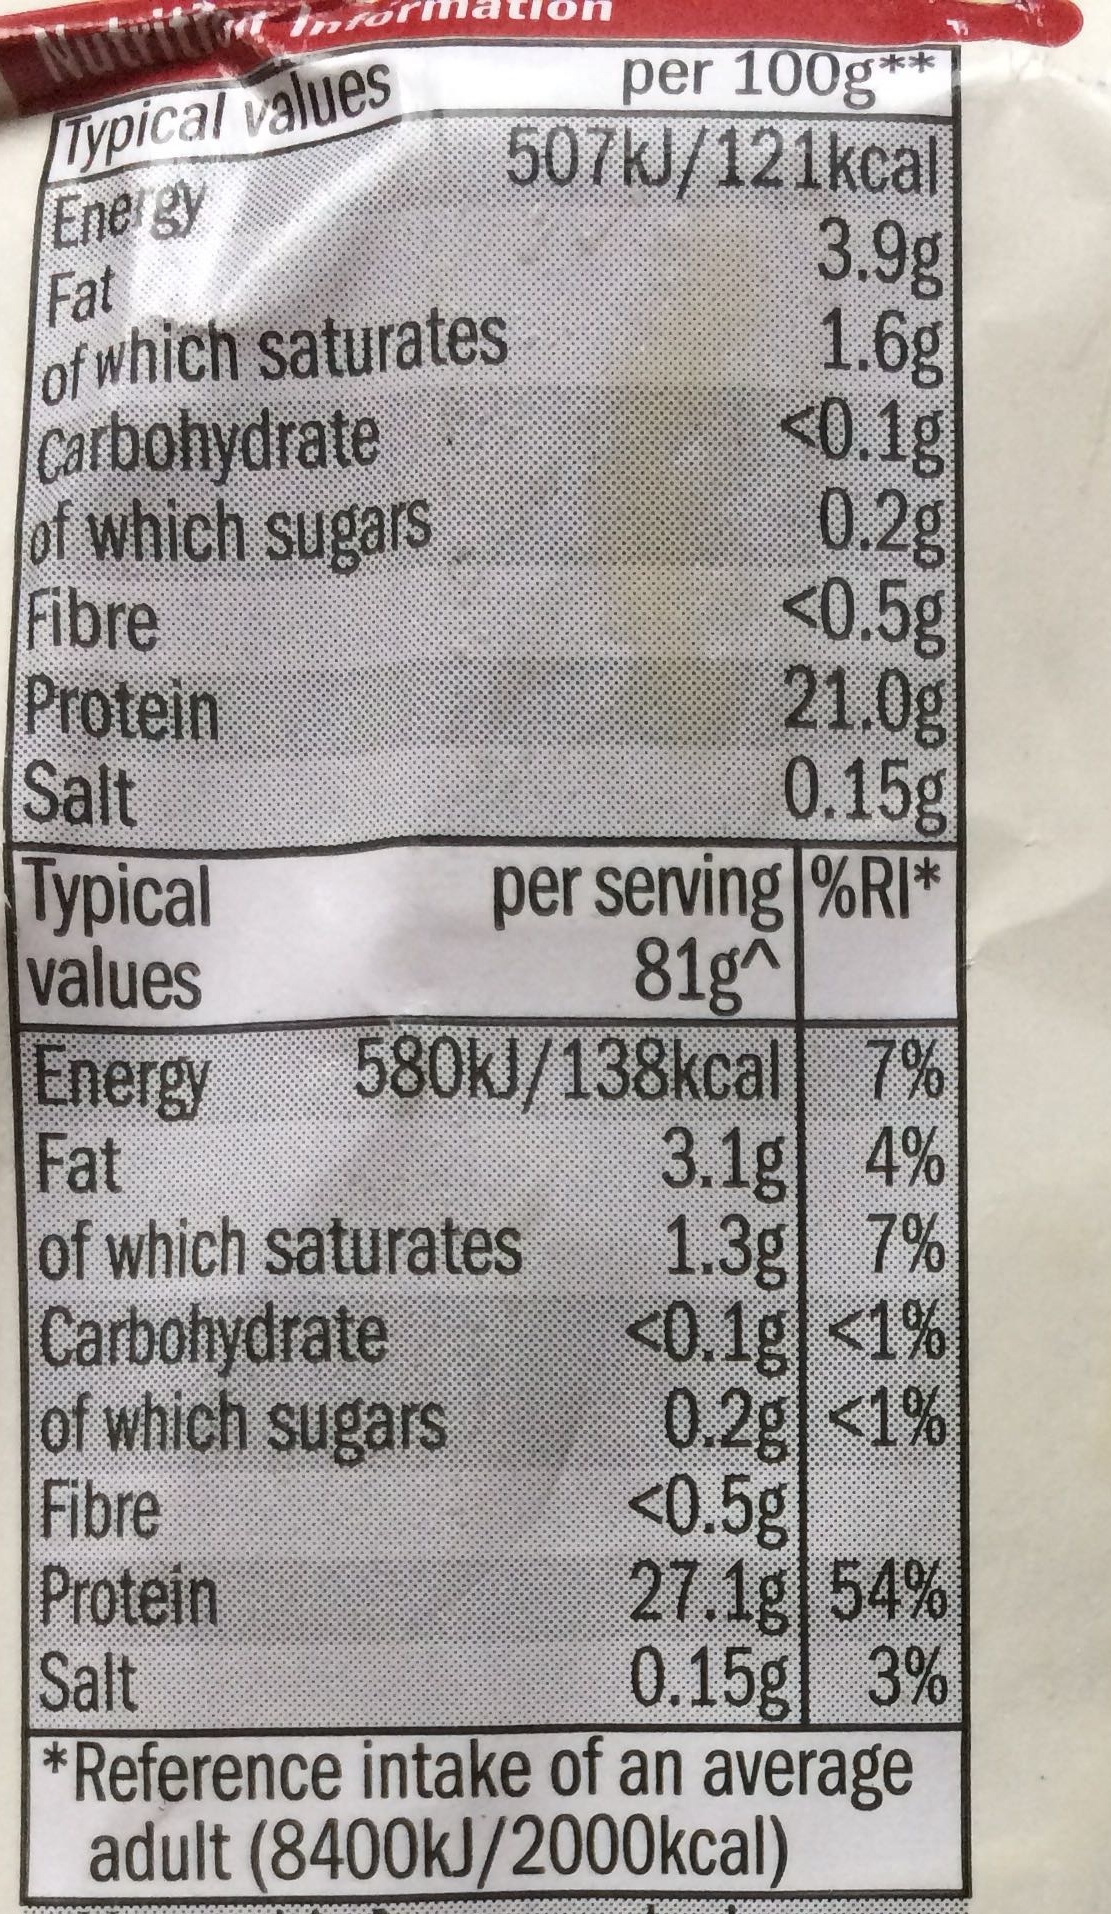 Nutrition Information
Typical values per 100g**
Energy 507kJ/121kcal
Fat 3.9g
of which saturates 1.6g
Carbohydrate <0.1g
of which sugars 0.2g
Fibre <0.5g
Protein 21.0g
Salt 0.15g
Typical per serving %RI*
values 81g^
Energy 580kJ/138kcal 7%
Fat 3.1g 4%
of which saturates 1.3g 7%
Carbohydrate <0.1g <1%
of which sugars 0.2g <1%
Fibre <0.5g
Protein 27.1g 54%
Salt 0.15g 3%
*Reference intake of an average
adult (8400kJ/2000kcal)